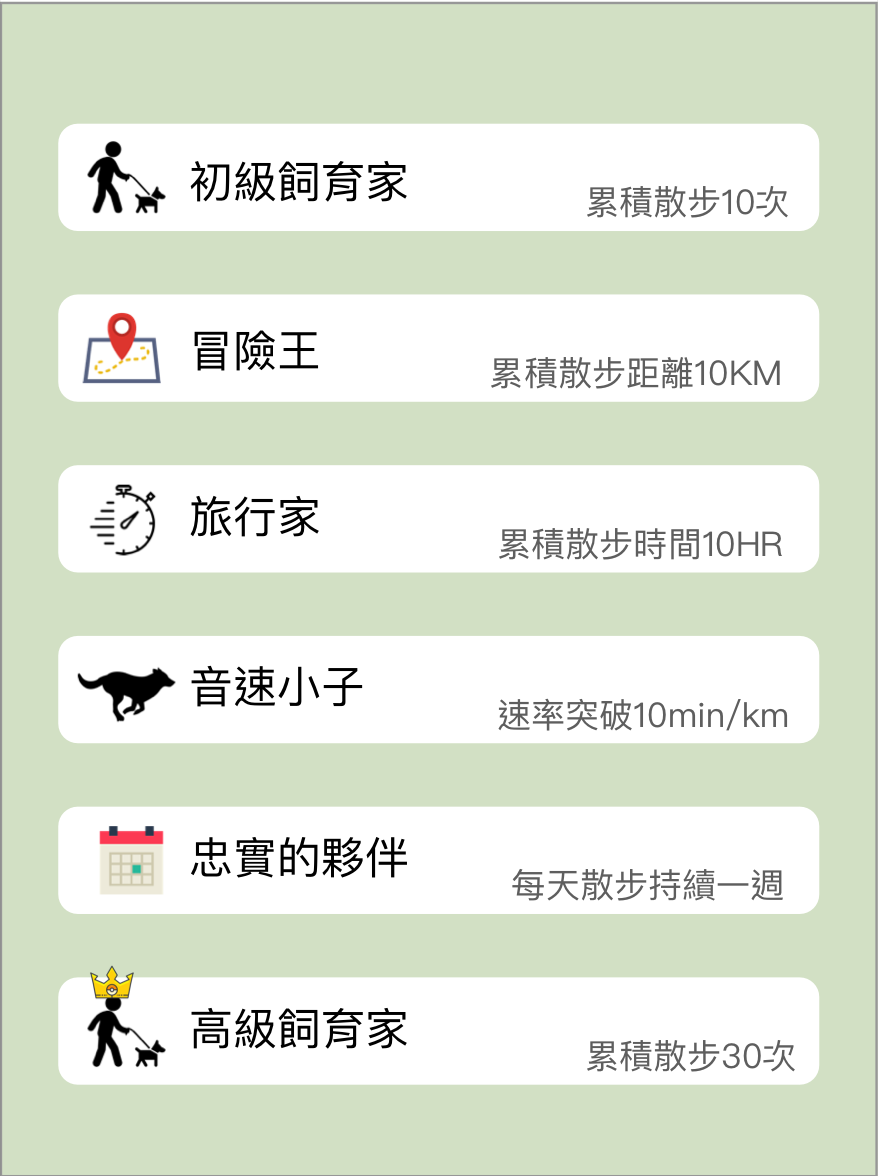 初級飼育家
累積散步10次
冒險王
累積散步距離10KM
旅行家
累積散步時間10HR
音速小子
速率突破10min/km
忠實的夥伴
每天散步持續一週
高級飼育家
累積散步30次